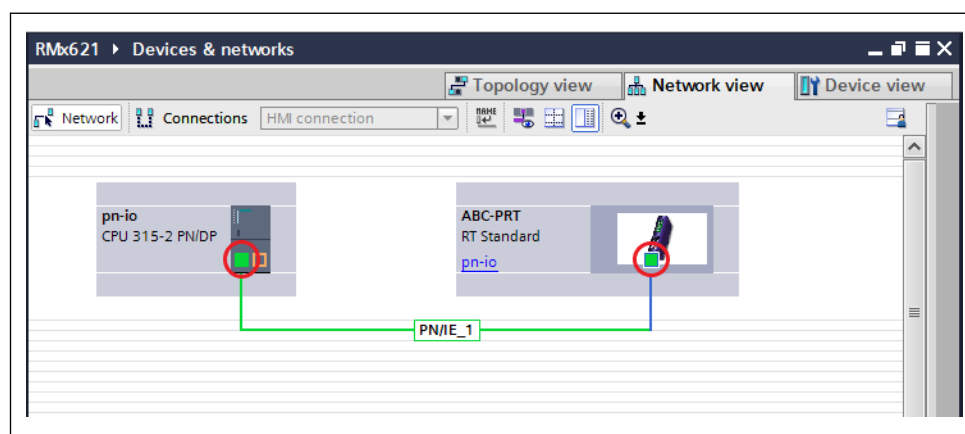 RMx621 ▸ Devices & networks
Topology view Network view Device view
Network Connections HMI connection
pn-io
CPU 315-2 PN/DP
ABC-PRT
RT Standard
pn-io
PN/IE_1